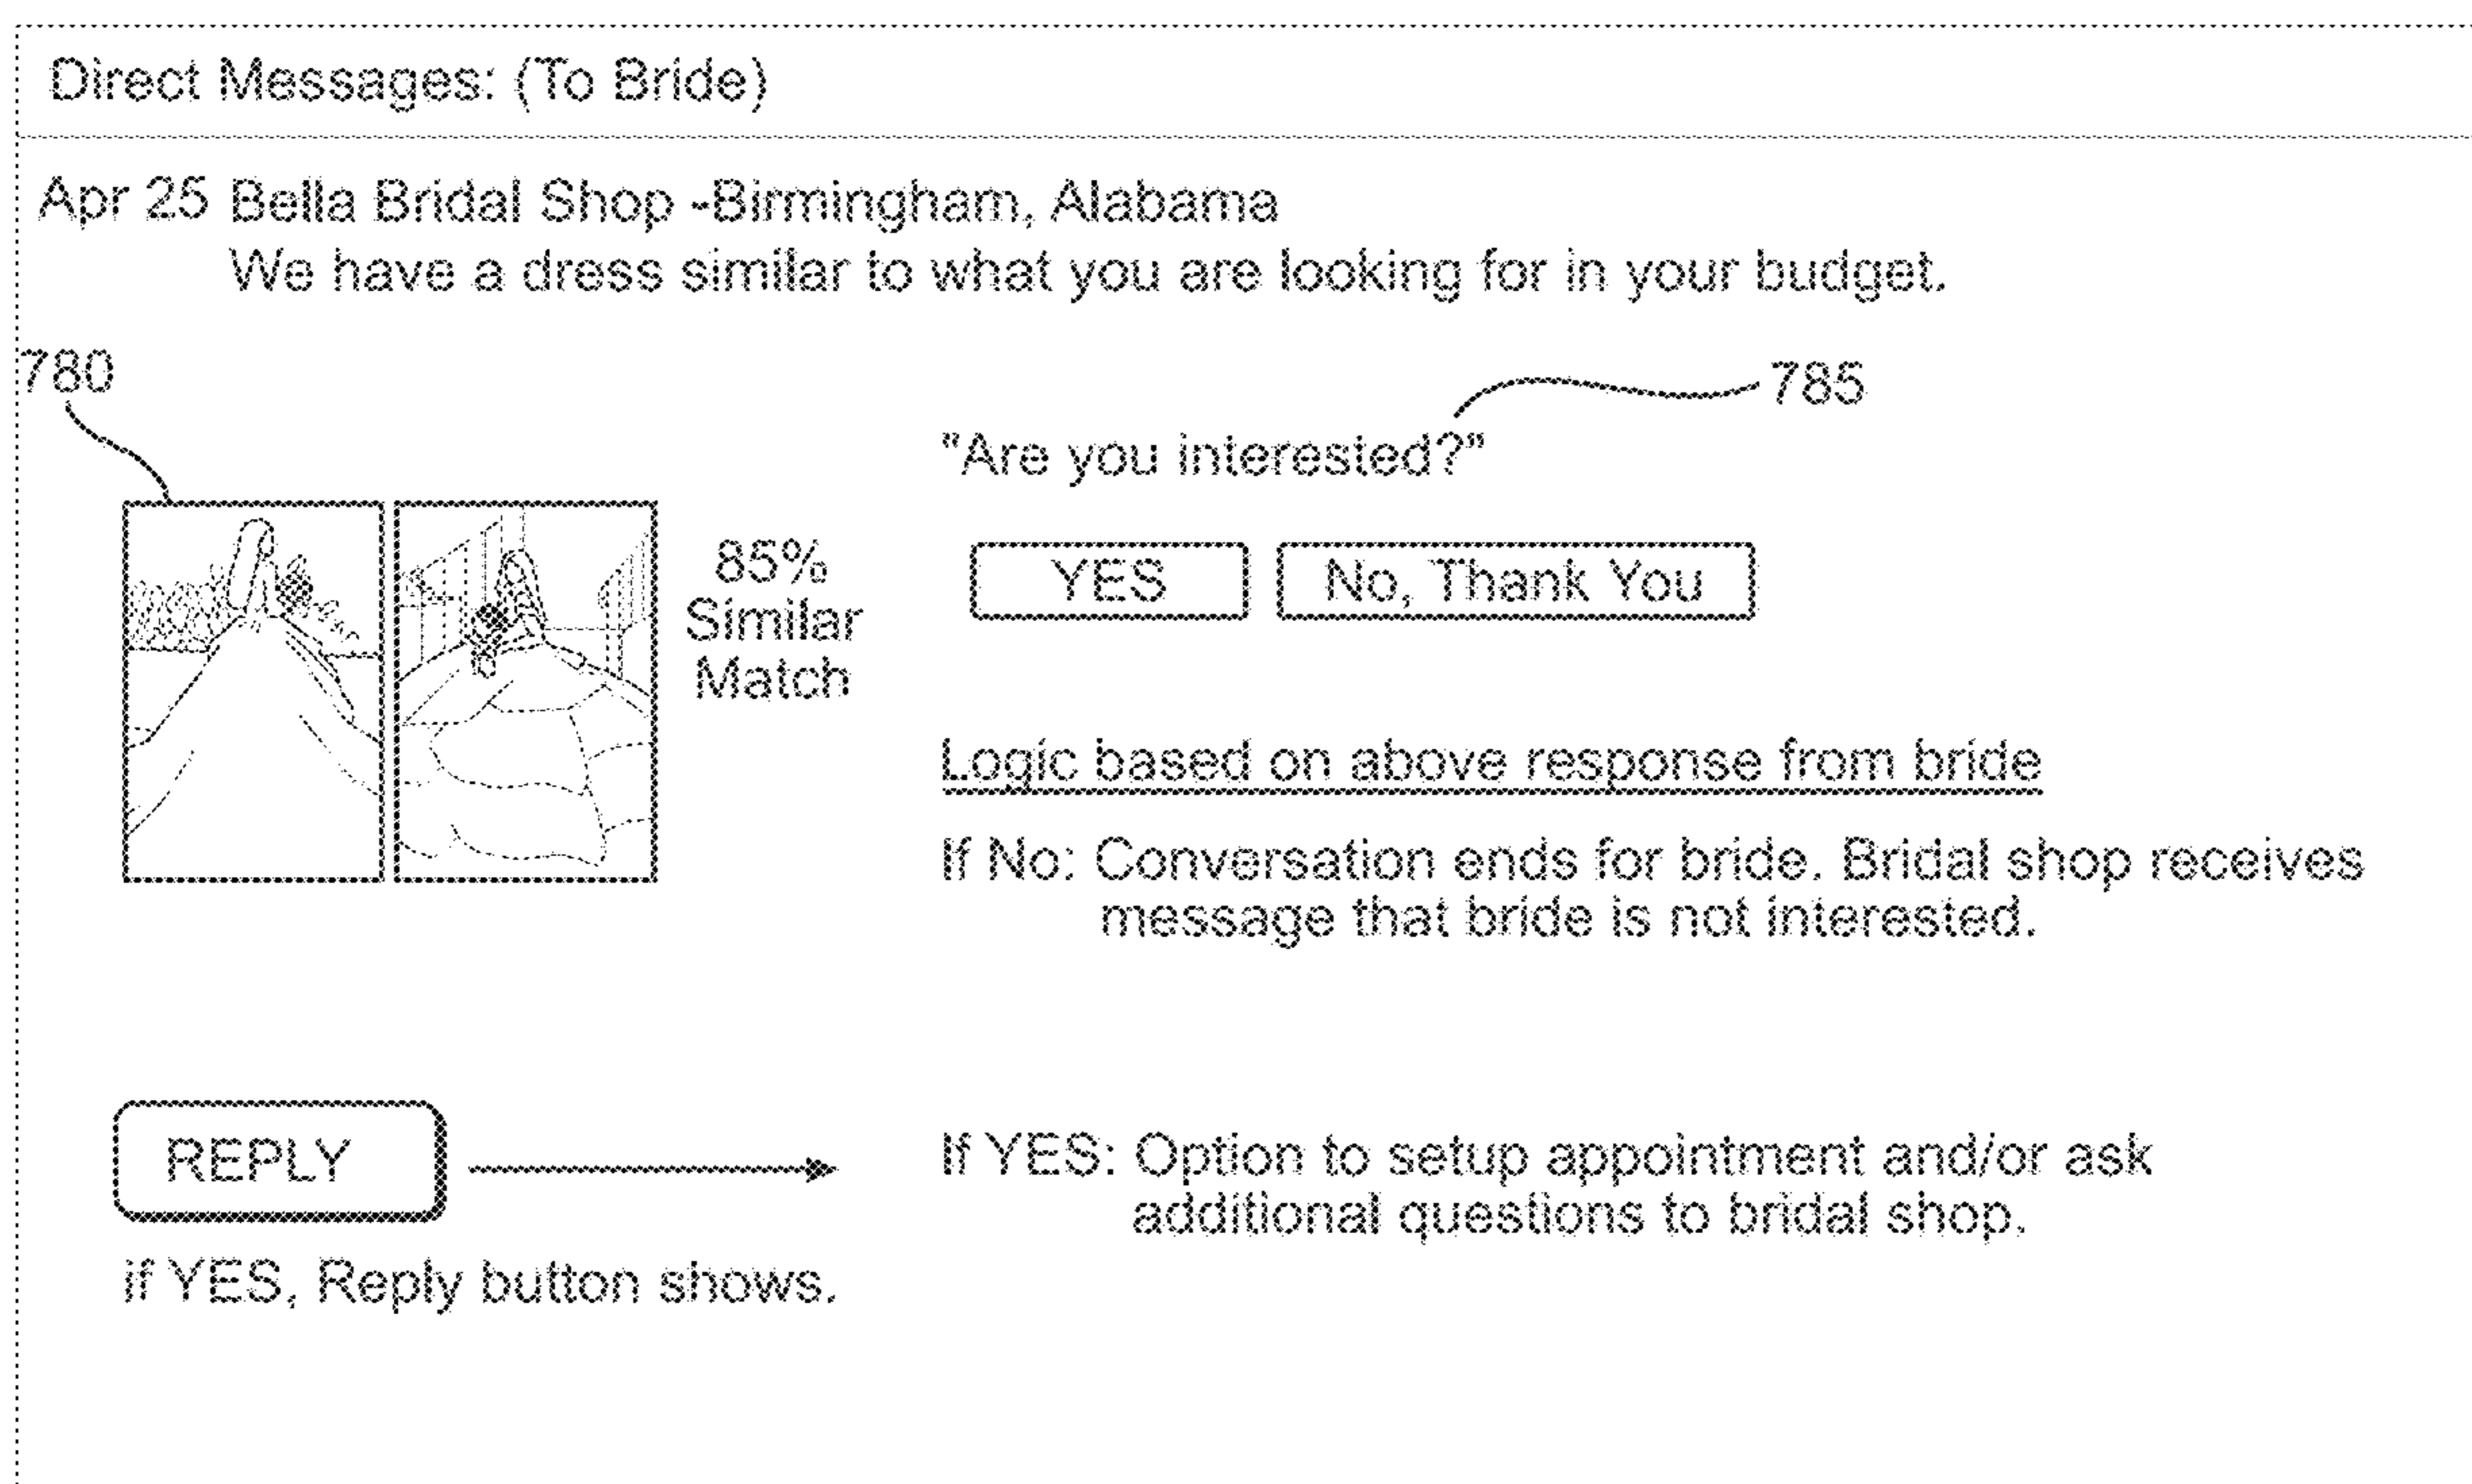 Direct Messages: (To Bride)
Apr 25 Bella Bridal Shop -Birmingham, Alabama
We have a dress similar to what you are looking for in your budget.
780
785
"Are you interested?"
85%
Similar
Match
YES
No, Thank You
Logic based on above response from bride
If No: Conversation ends for bride. Bridal shop receives
message that bride is not interested.
REPLY
If YES: Option to setup appointment and/or ask
additional questions to bridal shop.
if YES, Reply button shows.